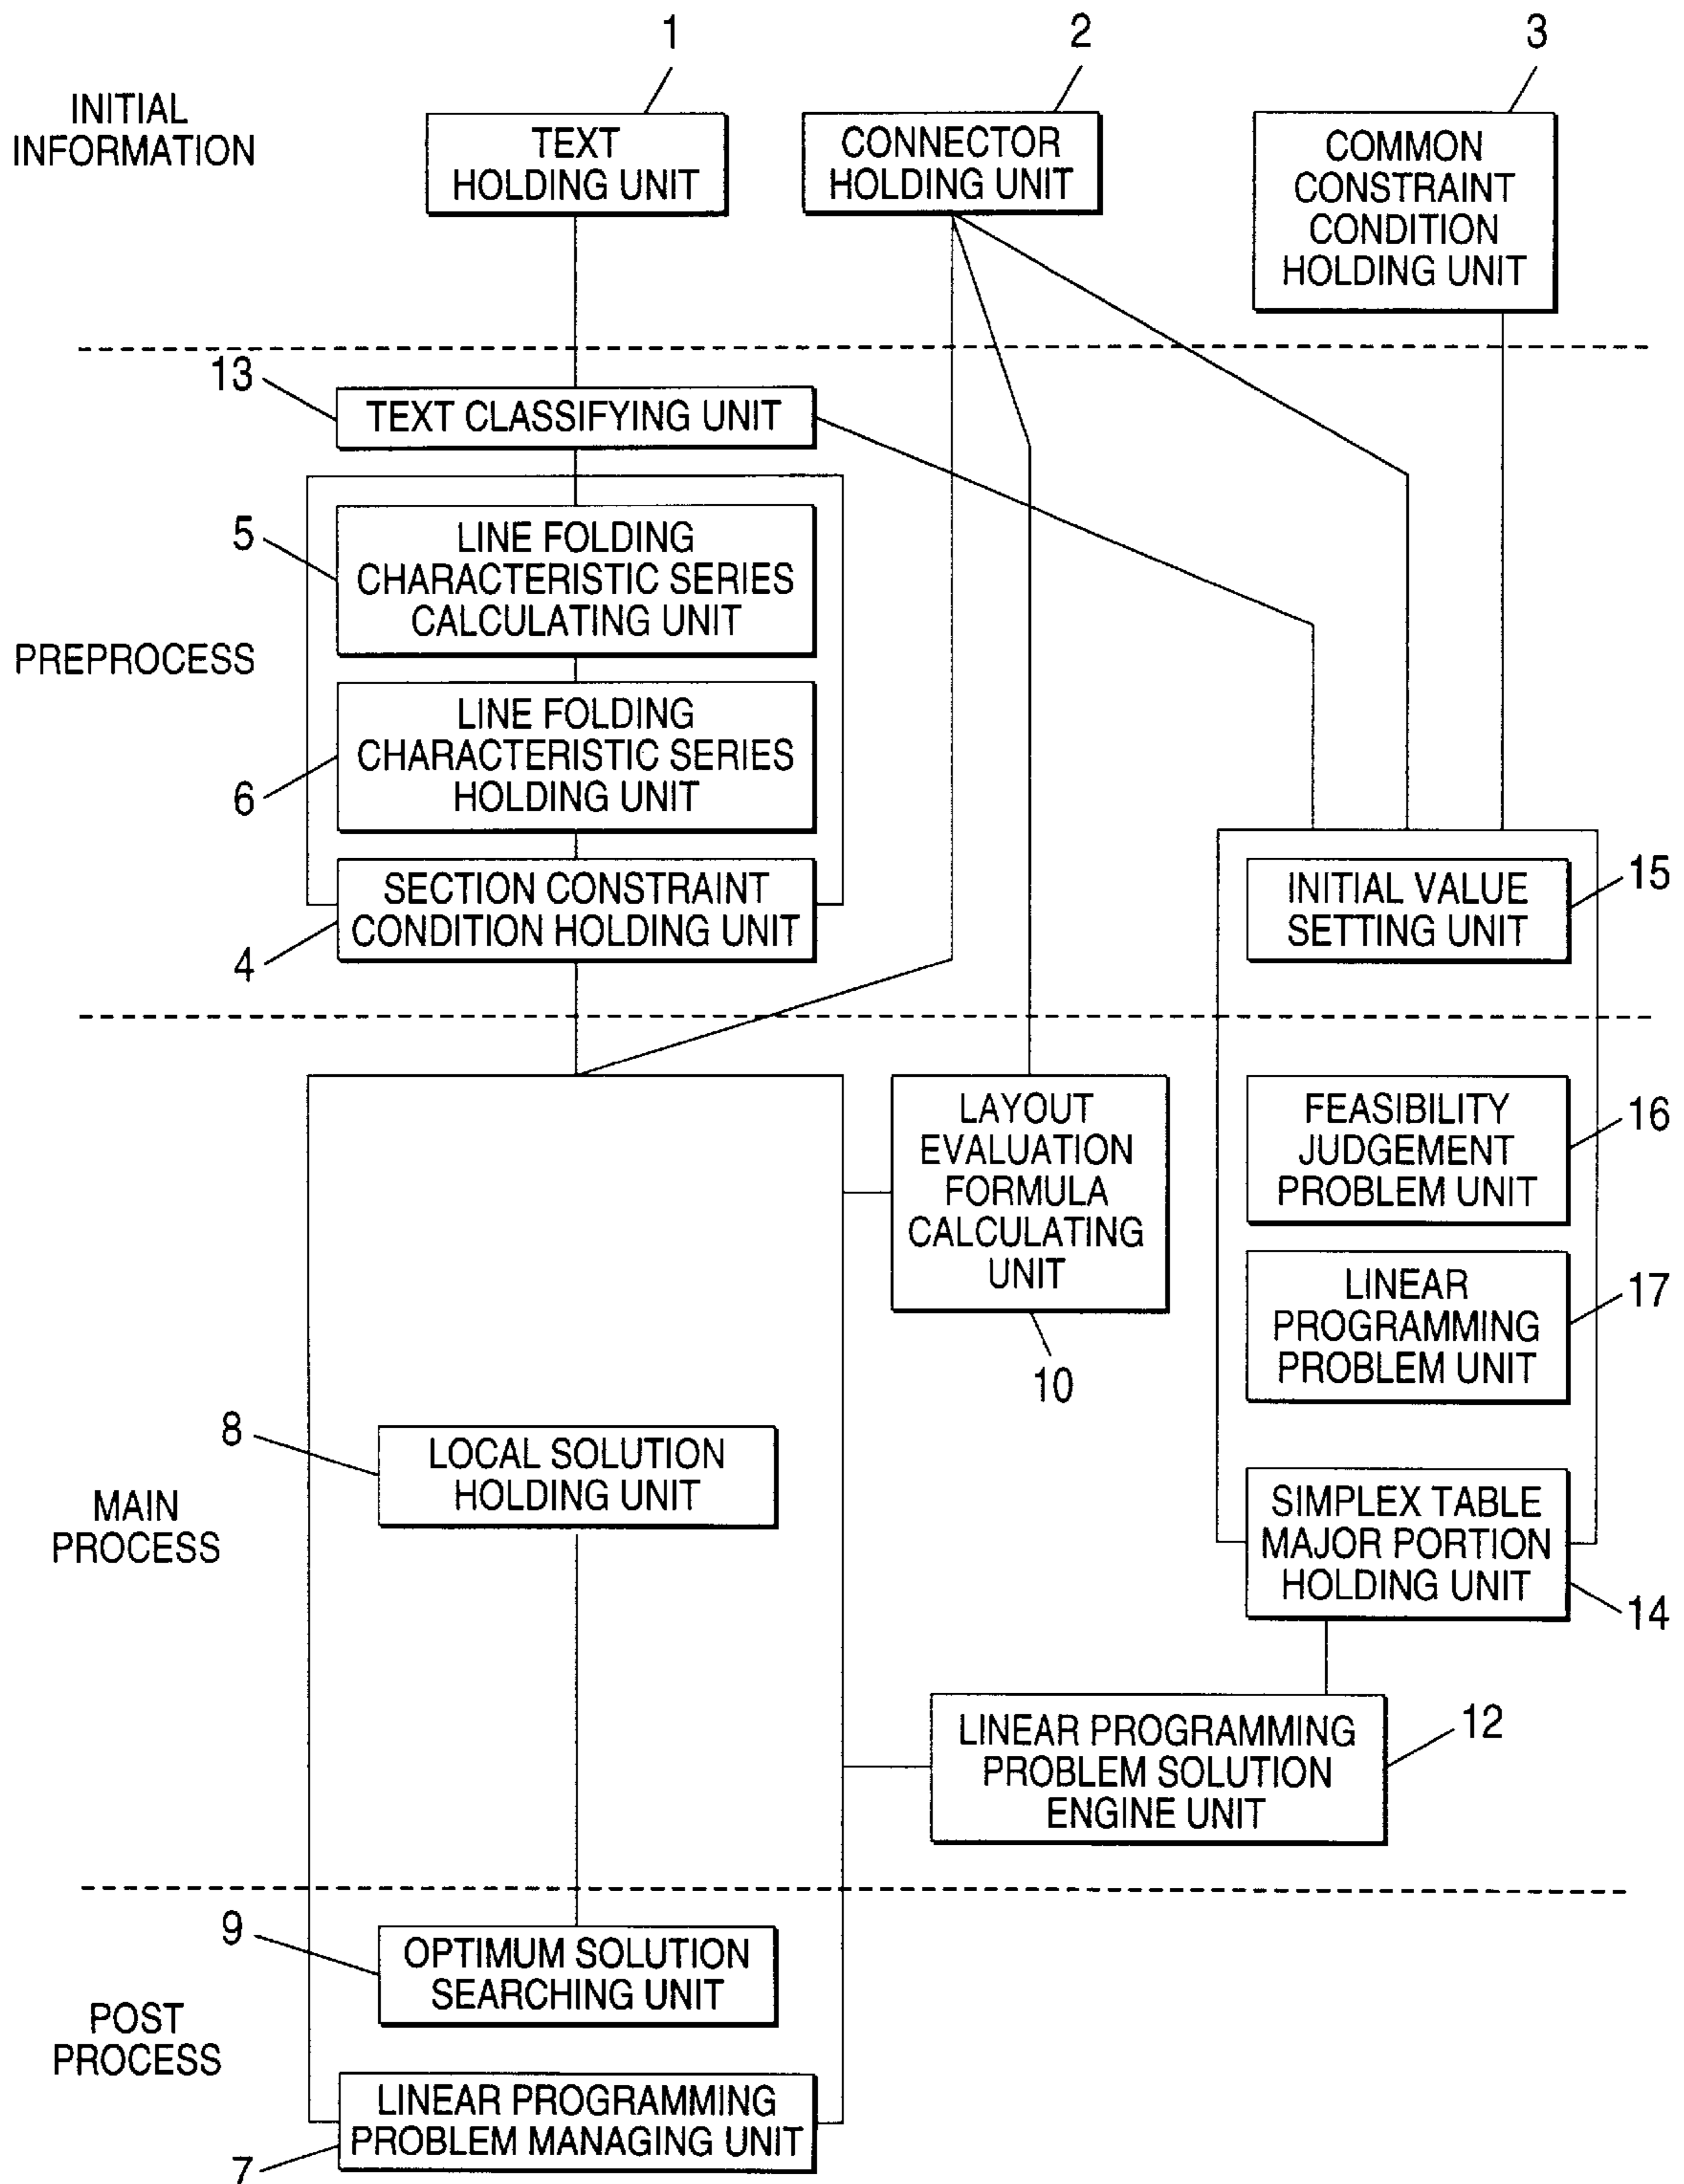 1
2
3
INITIAL
INFORMATION
TEXT
HOLDING UNIT
CONNECTOR
HOLDING UNIT
COMMON
CONSTRAINT
CONDITION
HOLDING UNIT
13
TEXT CLASSIFYING UNIT
PREPROCESS
5
LINE FOLDING
CHARACTERISTIC SERIES
CALCULATING UNIT
6
LINE FOLDING
CHARACTERISTIC SERIES
HOLDING UNIT
4
SECTION CONSTRAINT
CONDITION HOLDING UNIT
INITIAL VALUE
SETTING UNIT
15
MAIN
PROCESS
LAYOUT
EVALUATION
FORMULA
CALCULATING
UNIT
10
FEASIBILITY
JUDGEMENT
PROBLEM UNIT
16
LINEAR
PROGRAMMING
PROBLEM UNIT
17
8
LOCAL SOLUTION
HOLDING UNIT
SIMPLEX TABLE
MAJOR PORTION
HOLDING UNIT
14
LINEAR PROGRAMMING
PROBLEM SOLUTION
ENGINE UNIT
12
POST
PROCESS
9
OPTIMUM SOLUTION
SEARCHING UNIT
LINEAR PROGRAMMING
PROBLEM MANAGING UNIT
7